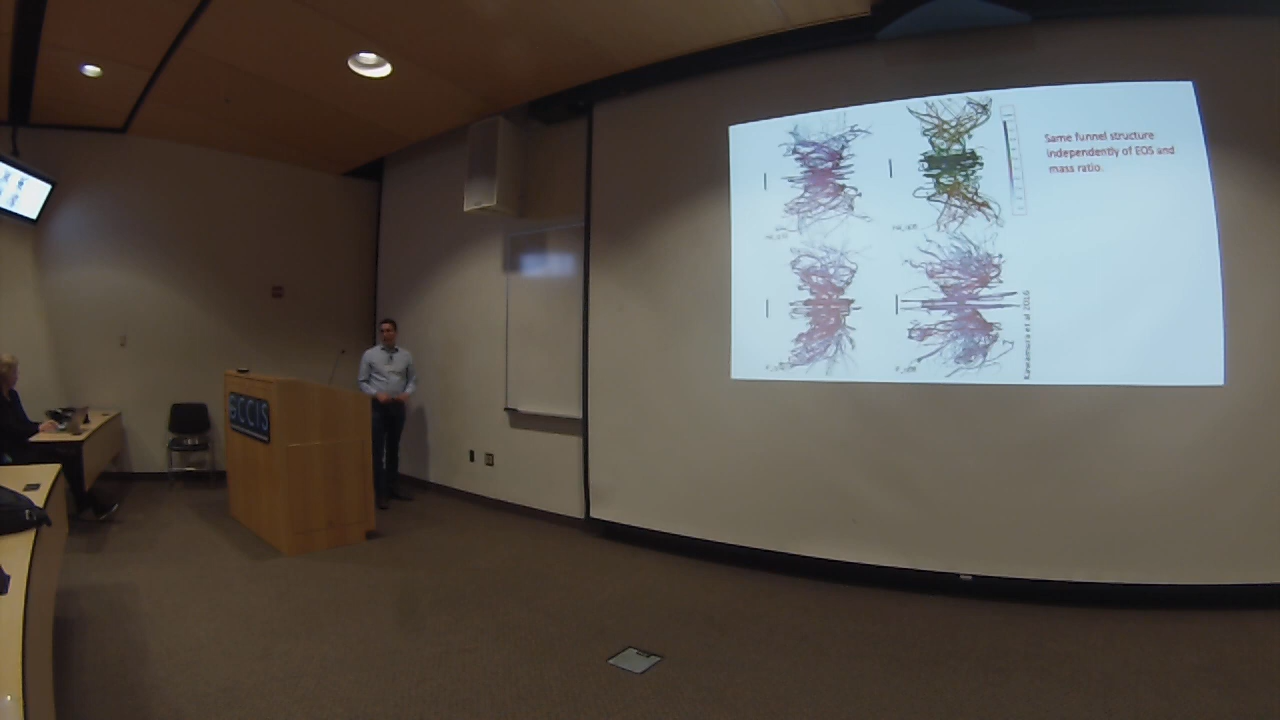 Same funnel structure
independently of EOS and
mass ratio.
Kawamura et al 2016
CCIS